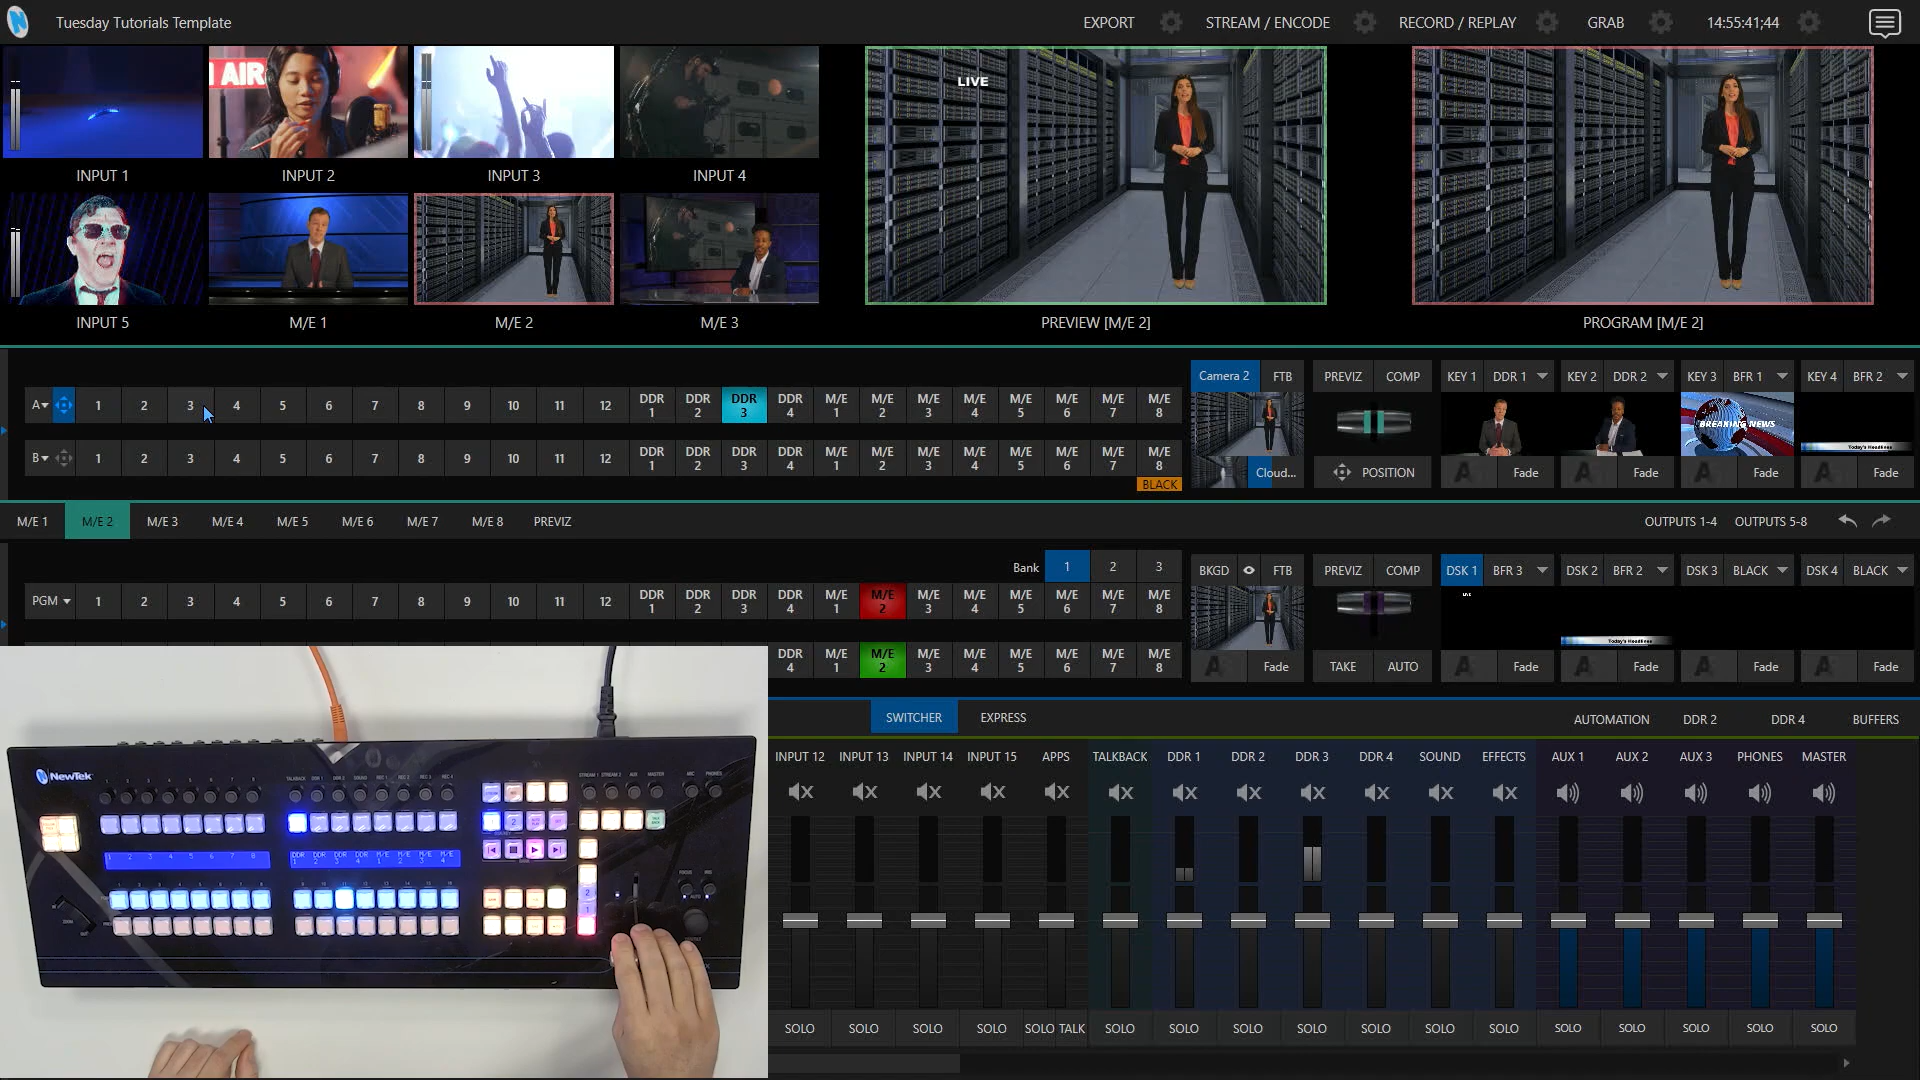 Tuesday Tutorials Template
EXPORT
STREAM / ENCODE
RECORD / REPLAY
GRAB
14:55:41;44
AIR
LIVE
INPUT 1
INPUT 2
INPUT 3
INPUT 4
INPUT 5
M/E 1
M/E 2
M/E 3
PREVIEW [M/E 2]
PROGRAM [M/E 2]
Camera 2
FTB
PREVIZ
COMP
KEY 1
DDR 1
KEY 2
DDR 2
KEY 3
BFR 1
KEY 4
BFR 2
A 1 2 3 4 5 6 7 8 9 10 11 12 DDR 1 DDR 2 DDR 3 DDR 4 M/E 1 M/E 2 M/E 3 M/E 4 M/E 5 M/E 6 M/E 7 M/E 8
BREAKING NEWS
Today's Headlines
B 1 2 3 4 5 6 7 8 9 10 11 12 DDR 1 DDR 2 DDR 3 DDR 4 M/E 1 M/E 2 M/E 3 M/E 4 M/E 5 M/E 6 M/E 7 M/E 8
BLACK
Cloud...
POSITION
Fade
Fade
Fade
Fade
M/E 1
M/E 2
M/E 3
M/E 4
M/E 5
M/E 6
M/E 7
M/E 8
PREVIZ
OUTPUTS 1-4
OUTPUTS 5-8
Bank 1 2 3
BKGD
FTB
PREVIZ
COMP
DSK 1
BFR 3
DSK 2
BFR 2
DSK 3
BLACK
DSK 4
BLACK
PGM 1 2 3 4 5 6 7 8 9 10 11 12 DDR 1 DDR 2 DDR 3 DDR 4 M/E 1 M/E 2 M/E 3 M/E 4 M/E 5 M/E 6 M/E 7 M/E 8
LIVE
Today's Headlines
DDR 4 M/E 1 M/E 2 M/E 3 M/E 4 M/E 5 M/E 6 M/E 7 M/E 8
Fade
TAKE
AUTO
Fade
Fade
Fade
Fade
SWITCHER
EXPRESS
AUTOMATION
DDR 2
DDR 4
BUFFERS
INPUT 12
INPUT 13
INPUT 14
INPUT 15
APPS
TALKBACK
DDR 1
DDR 2
DDR 3
DDR 4
SOUND
EFFECTS
AUX 1
AUX 2
AUX 3
PHONES
MASTER
NewTek
SOLO
SOLO
SOLO
SOLO
SOLO
TALK
SOLO
SOLO
SOLO
SOLO
SOLO
SOLO
SOLO
SOLO
SOLO
SOLO
SOLO
SOLO